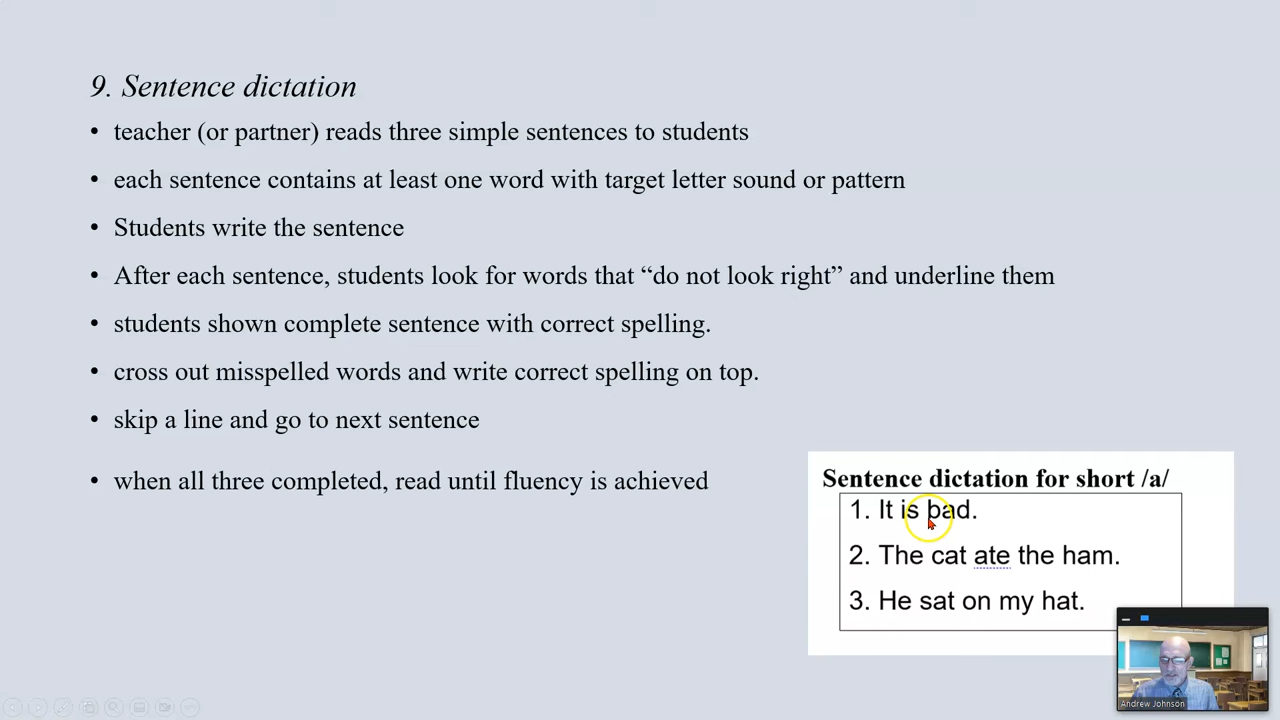 9. Sentence dictation
• teacher (or partner) reads three simple sentences to students
• each sentence contains at least one word with target letter sound or pattern
• Students write the sentence
• After each sentence, students look for words that “do not look right” and underline them
• students shown complete sentence with correct spelling.
• cross out misspelled words and write correct spelling on top.
• skip a line and go to next sentence
• when all three completed, read until fluency is achieved
Sentence dictation for short /a/
1. It is bad.
2. The cat ate the ham.
3. He sat on my hat.
Andrew Johnson